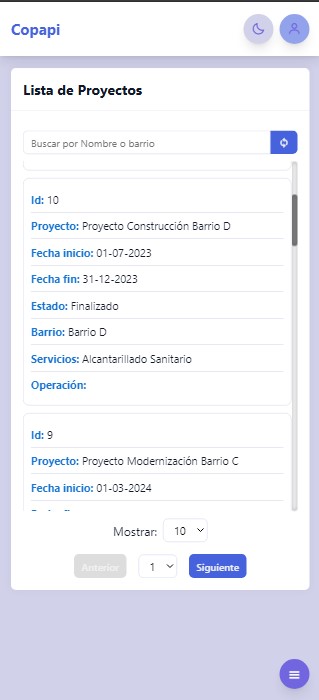 Copapi
Lista de Proyectos
Buscar por Nombre o barrio
Id: 10
Proyecto: Proyecto Construcción Barrio D
Fecha inicio: 01-07-2023
Fecha fin: 31-12-2023
Estado: Finalizado
Barrio: Barrio D
Servicios: Alcantarillado Sanitario
Operación:
Id: 9
Proyecto: Proyecto Modernización Barrio C
Fecha inicio: 01-03-2024
Mostrar: 10
Anterior 1 Siguiente